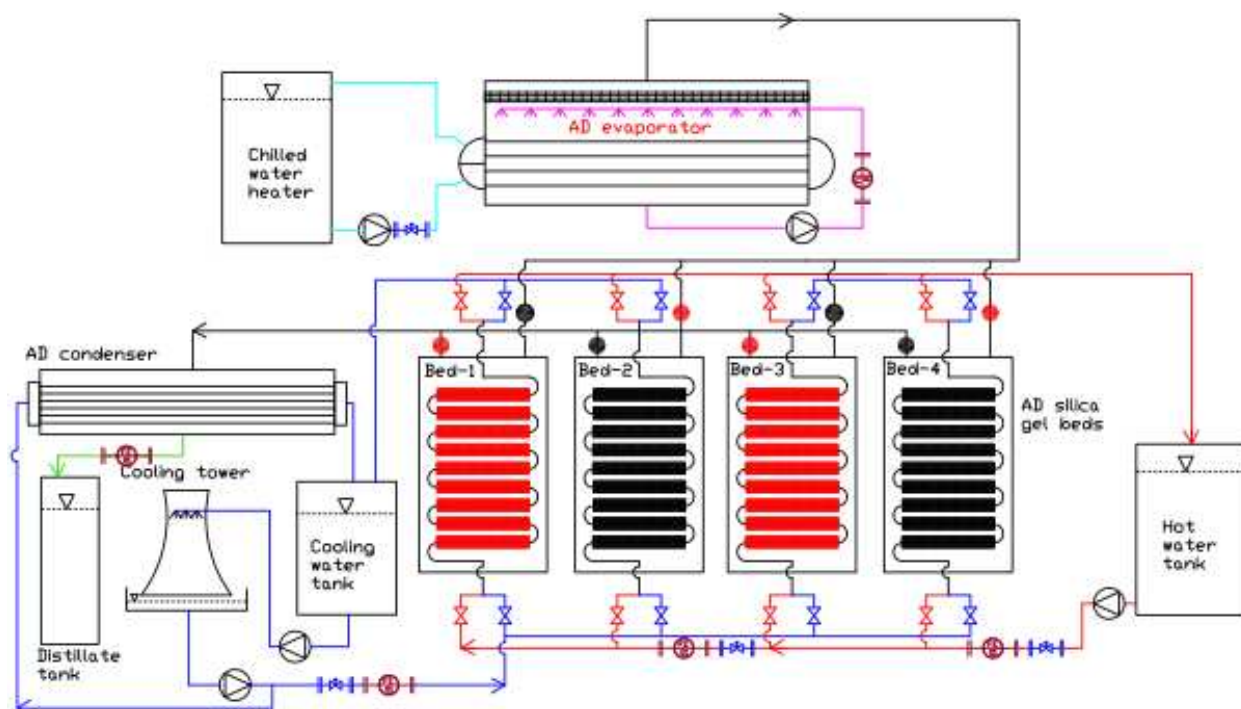 AD evaporator
Chilled
water
heater
AD condenser
Bed-1
Bed-2
Bed-3
Bed-4
AD silica
gel beds
Cooling tower
Cooling
water
tank
Hot
water
tank
Distillate
tank